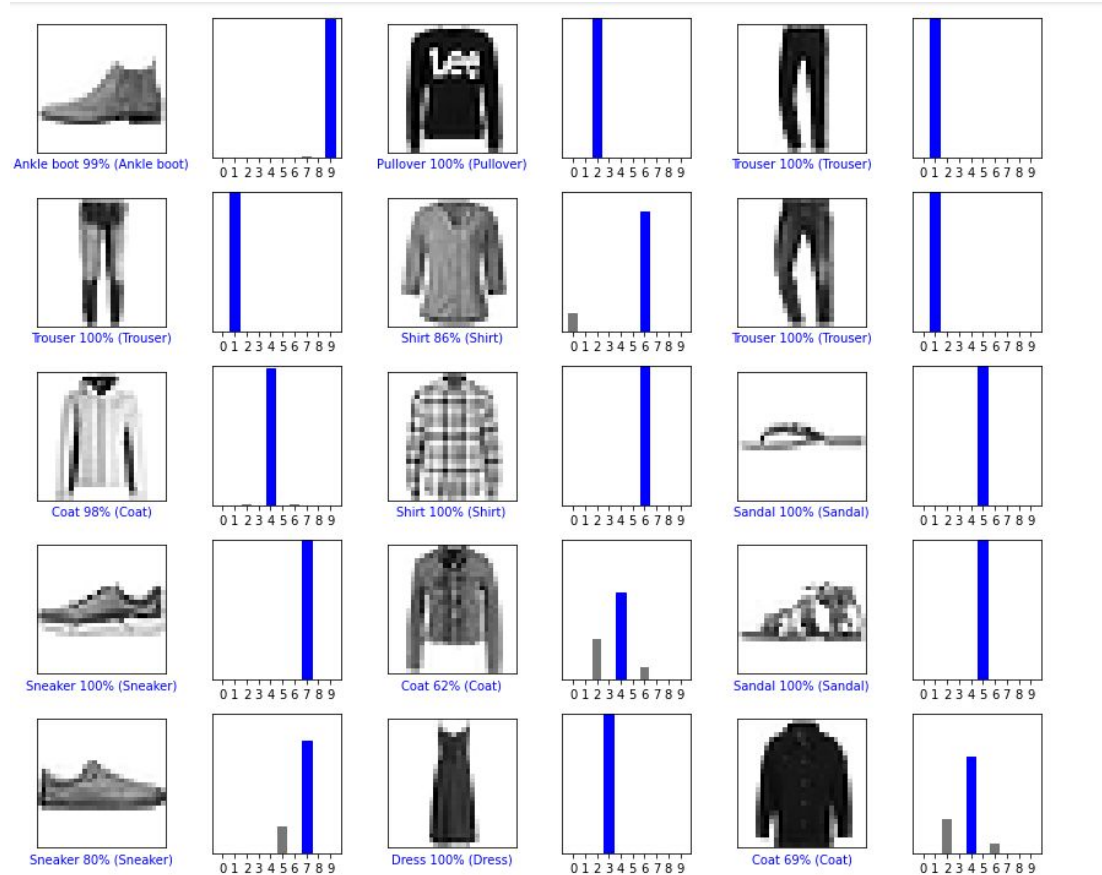 Lee
0 1 2 3 4 5 6 7 8 9
0 1 2 3 4 5 6 7 8 9
0 1 2 3 4 5 6 7 8 9
Ankle boot 99% (Ankle boot)
Pullover 100% (Pullover)
Trouser 100% (Trouser)
0 1 2 3 4 5 6 7 8 9
0 1 2 3 4 5 6 7 8 9
0 1 2 3 4 5 6 7 8 9
Trouser 100% (Trouser)
Shirt 86% (Shirt)
Trouser 100% (Trouser)
0 1 2 3 4 5 6 7 8 9
0 1 2 3 4 5 6 7 8 9
0 1 2 3 4 5 6 7 8 9
Coat 98% (Coat)
Shirt 100% (Shirt)
Sandal 100% (Sandal)
0 1 2 3 4 5 6 7 8 9
0 1 2 3 4 5 6 7 8 9
0 1 2 3 4 5 6 7 8 9
Sneaker 100% (Sneaker)
Coat 62% (Coat)
Sandal 100% (Sandal)
0 1 2 3 4 5 6 7 8 9
0 1 2 3 4 5 6 7 8 9
0 1 2 3 4 5 6 7 8 9
Sneaker 80% (Sneaker)
Dress 100% (Dress)
Coat 69% (Coat)